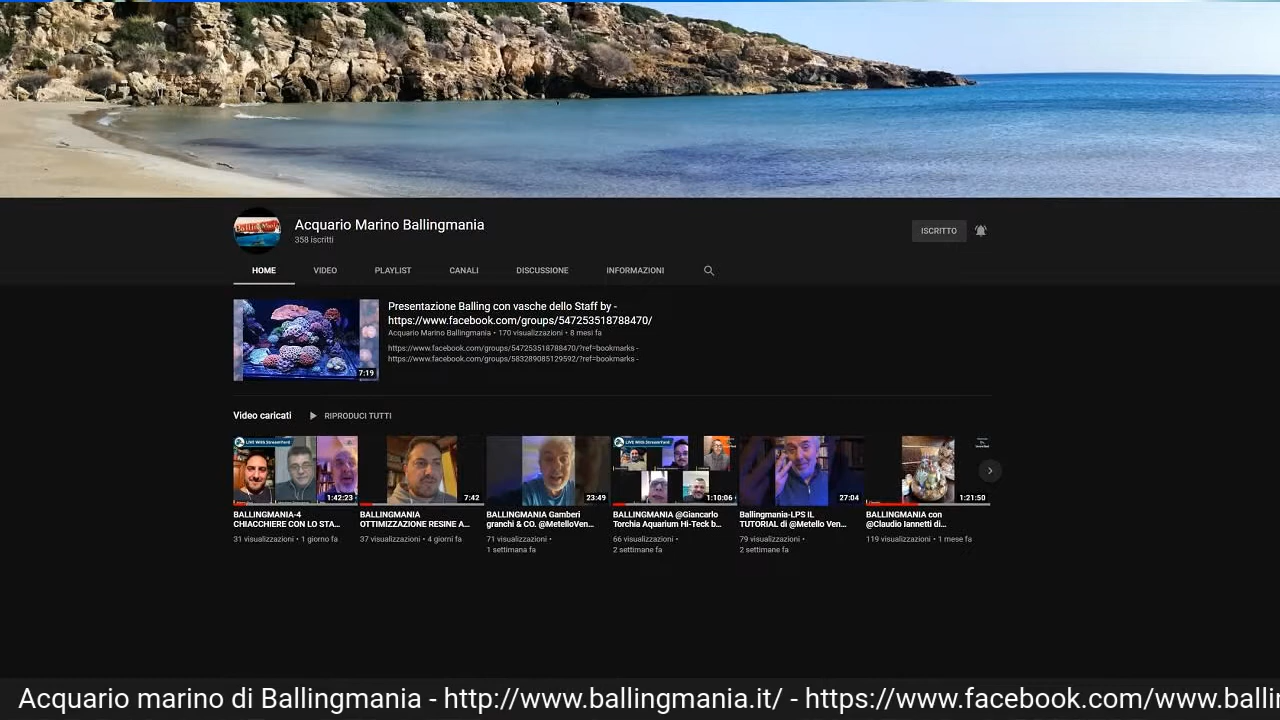 Acquario Marino Ballingmania
358 iscritti
ISCRITTO
HOME VIDEO PLAYLIST CANALI DISCUSSIONE INFORMAZIONI
Presentazione Balling con vasche dello Staff by -
https://www.facebook.com/groups/547253518788470/
Acquario Marino Ballingmania • 170 visualizzazioni • 8 mesi fa
https://www.facebook.com/groups/547253518788470/?ref=bookmarks -
https://www.facebook.com/groups/583289085129592/?ref=bookmarks -
7:19
Video caricati RIPRODUCI TUTTI
LIVE With StreamYard
1:42:23
BALLINGMANIA-4
CHIACCHIERE CON LO STA...
31 visualizzazioni • 1 giorno fa
7:42
BALLINGMANIA
OTTIMIZZAZIONE RESINE A...
37 visualizzazioni • 4 giorni fa
23:49
BALLINGMANIA Gamberi
granchi & CO. @MetelloVen...
71 visualizzazioni •
1 settimana fa
LIVE With StreamYard
1:10:06
BALLINGMANIA @Giancarlo
Torchia Aquarium Hi-Teck b...
66 visualizzazioni •
2 settimane fa
27:04
Ballingmania-LPS IL
TUTORIAL di @Metello Ven...
79 visualizzazioni •
2 settimane fa
1:21:50
BALLINGMANIA con
@Claudio Iannetti di...
119 visualizzazioni • 1 mese fa
Acquario marino di Ballingmania - http://www.ballingmania.it/ - https://www.facebook.com/www.balli